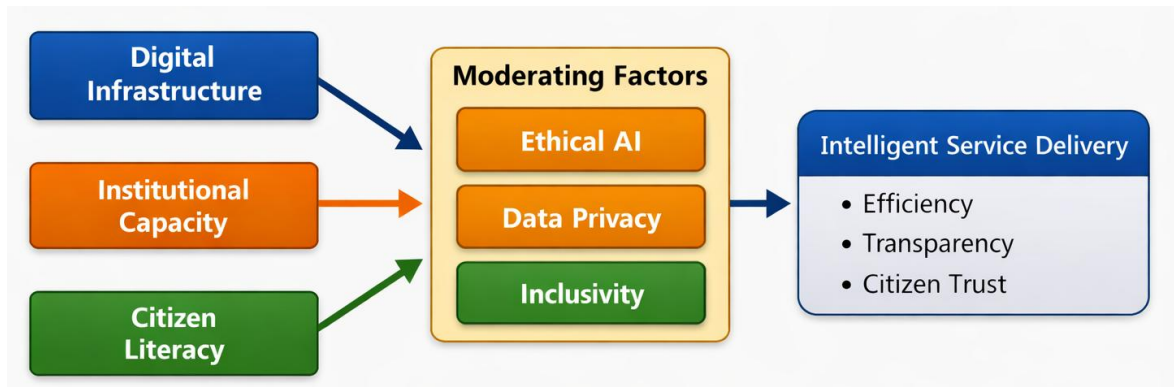 Digital
Infrastructure
Institutional
Capacity
Citizen
Literacy
Moderating Factors
Ethical AI
Data Privacy
Inclusivity
Intelligent Service Delivery
• Efficiency
• Transparency
• Citizen Trust